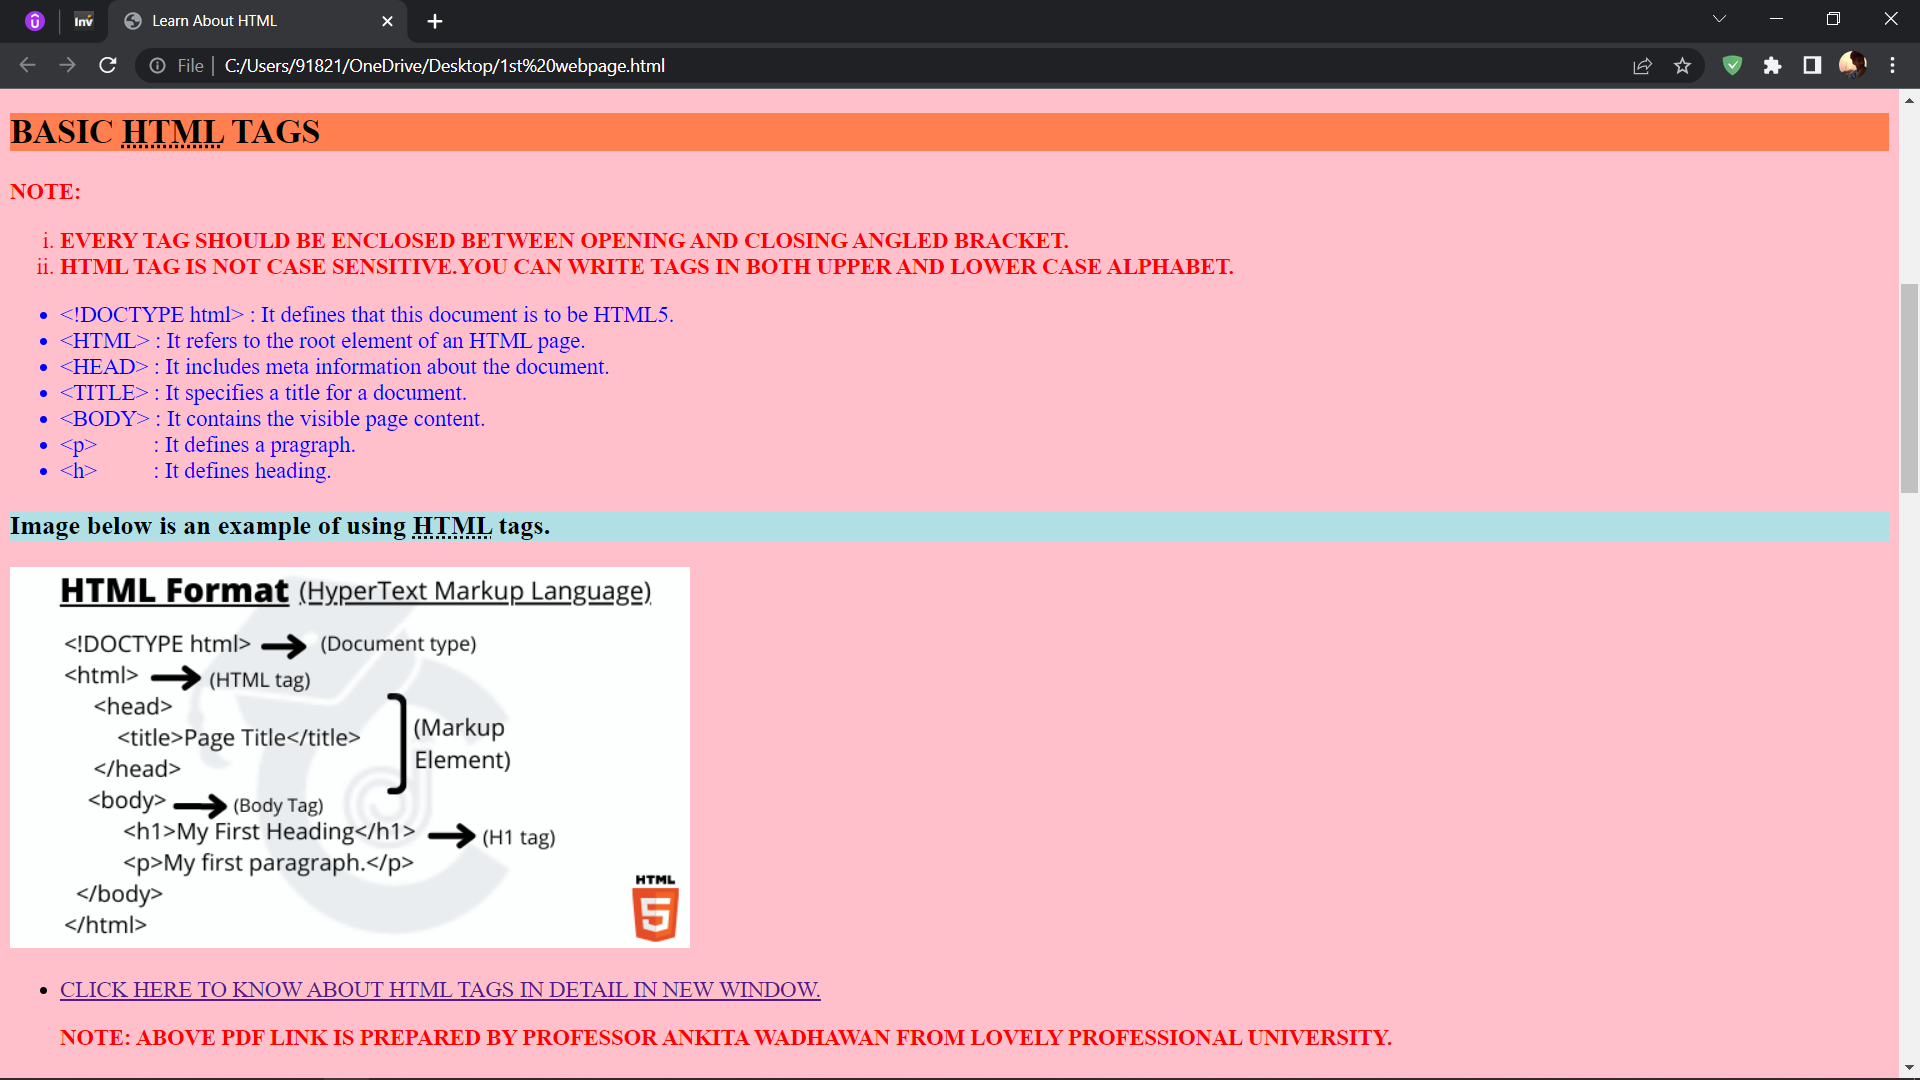 Inv
Learn About HTML
File
C:/Users/91821/OneDrive/Desktop/1st%20webpage.html
BASIC HTML TAGS
NOTE:
i. EVERY TAG SHOULD BE ENCLOSED BETWEEN OPENING AND CLOSING ANGLED BRACKET.
ii. HTML TAG IS NOT CASE SENSITIVE.YOU CAN WRITE TAGS IN BOTH UPPER AND LOWER CASE ALPHABET.
• <!DOCTYPE html> : It defines that this document is to be HTML5.
• <HTML> : It refers to the root element of an HTML page.
• <HEAD> : It includes meta information about the document.
• <TITLE> : It specifies a title for a document.
• <BODY> : It contains the visible page content.
• <p> : It defines a pragraph.
• <h> : It defines heading.
Image below is an example of using HTML tags.
HTML Format (HyperText Markup Language)
<!DOCTYPE html> (Document type)
<html> (HTML tag)
<head>
<title>Page Title</title>
</head>
(Markup
Element)
<body> (Body Tag)
<h1>My First Heading</h1> (H1 tag)
<p>My first paragraph.</p>
</body>
</html>
HTML
5
• CLICK HERE TO KNOW ABOUT HTML TAGS IN DETAIL IN NEW WINDOW.
NOTE: ABOVE PDF LINK IS PREPARED BY PROFESSOR ANKITA WADHAWAN FROM LOVELY PROFESSIONAL UNIVERSITY.